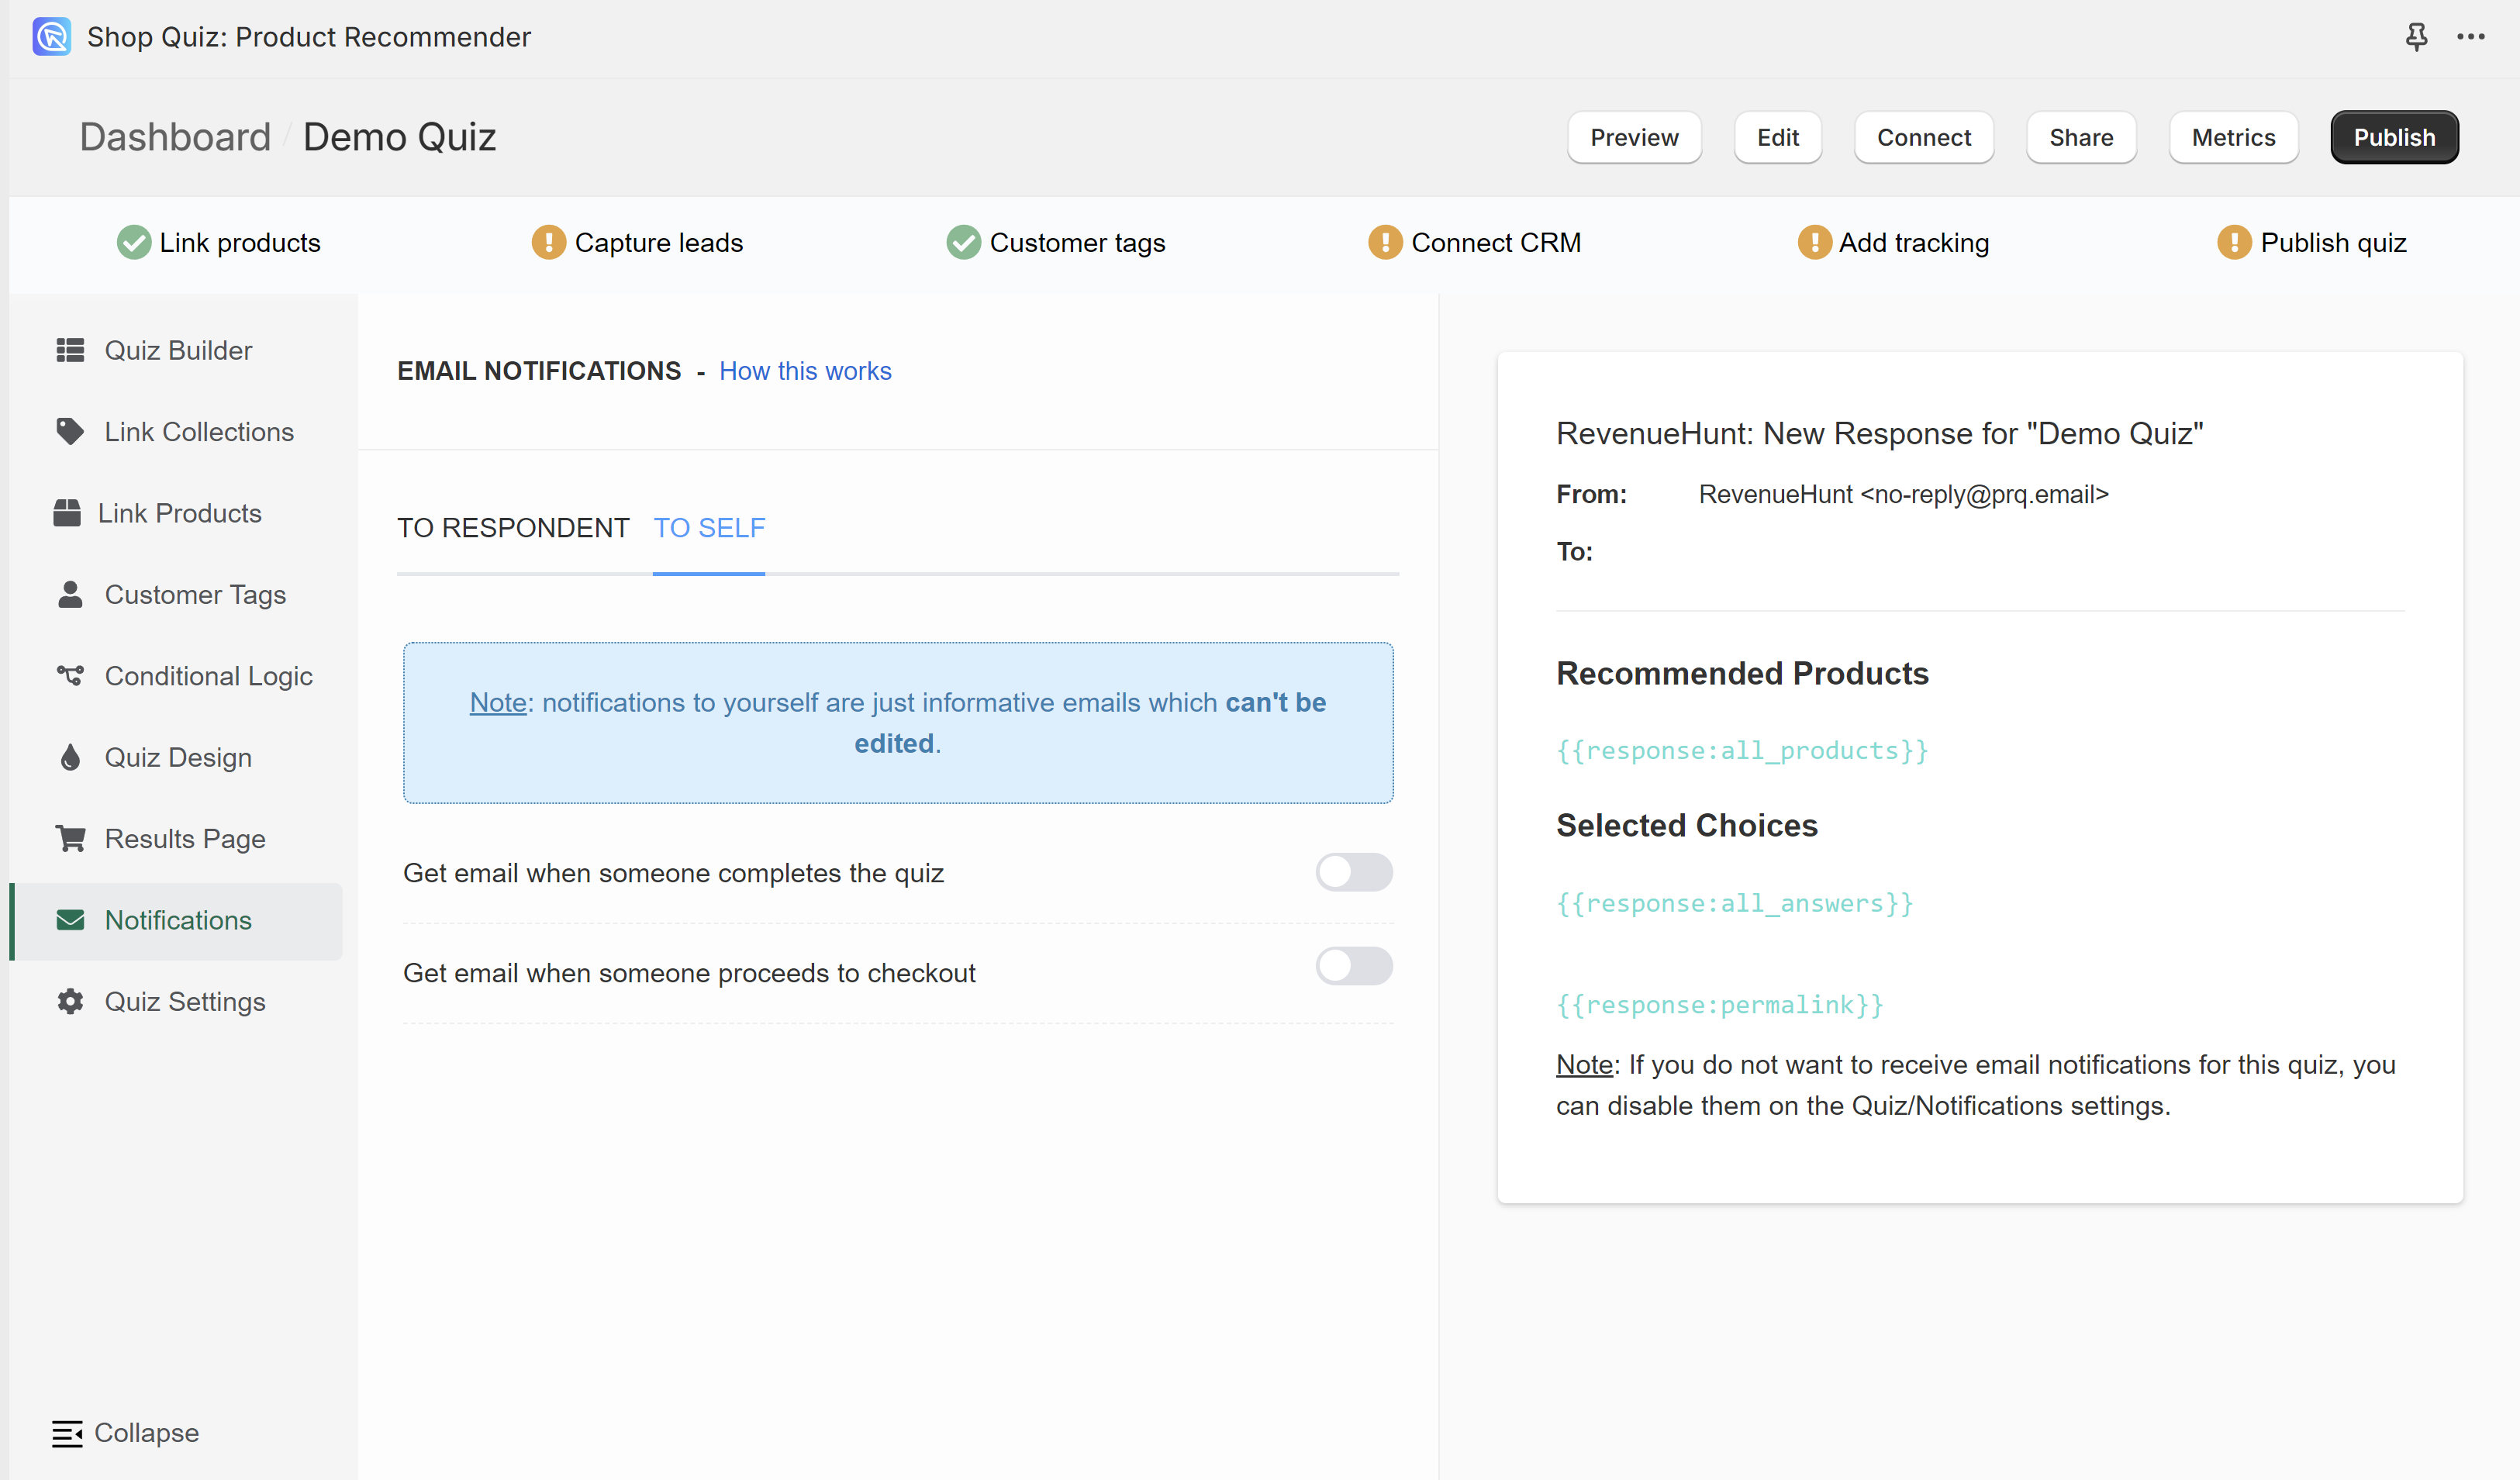 Shop Quiz: Product Recommender
Dashboard / Demo Quiz
Preview
Edit
Connect
Share
Metrics
Publish
Link products
Capture leads
Customer tags
Connect CRM
Add tracking
Publish quiz
Quiz Builder
Link Collections
Link Products
Customer Tags
Conditional Logic
Quiz Design
Results Page
Notifications
Quiz Settings
Collapse
EMAIL NOTIFICATIONS - How this works
TO RESPONDENT
TO SELF
Note: notifications to yourself are just informative emails which can't be
edited.
Get email when someone completes the quiz
Get email when someone proceeds to checkout
RevenueHunt: New Response for "Demo Quiz"
From: RevenueHunt <no-reply@prq.email>
To:
Recommended Products
{{response:all_products}}
Selected Choices
{{response:all_answers}}
{{response:permalink}}
Note: If you do not want to receive email notifications for this quiz, you
can disable them on the Quiz/Notifications settings.